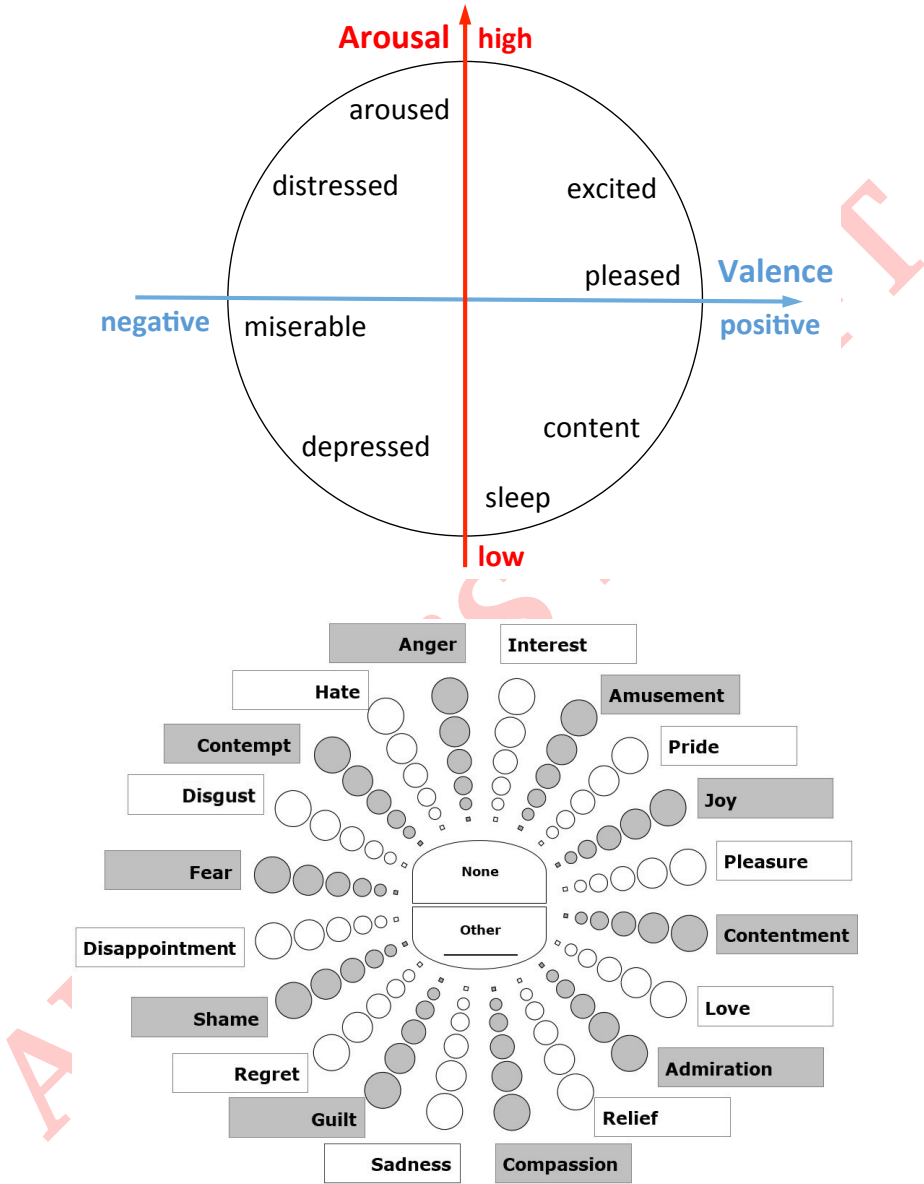 Arousal high
aroused
distressed
excited
pleased
Valence
negative
positive
miserable
content
depressed
sleep
low
Anger
Interest
Hate
Amusement
Contempt
Pride
Disgust
Joy
Fear
Pleasure
None
Other
Disappointment
Contentment
Shame
Love
Regret
Admiration
Guilt
Relief
Sadness
Compassion